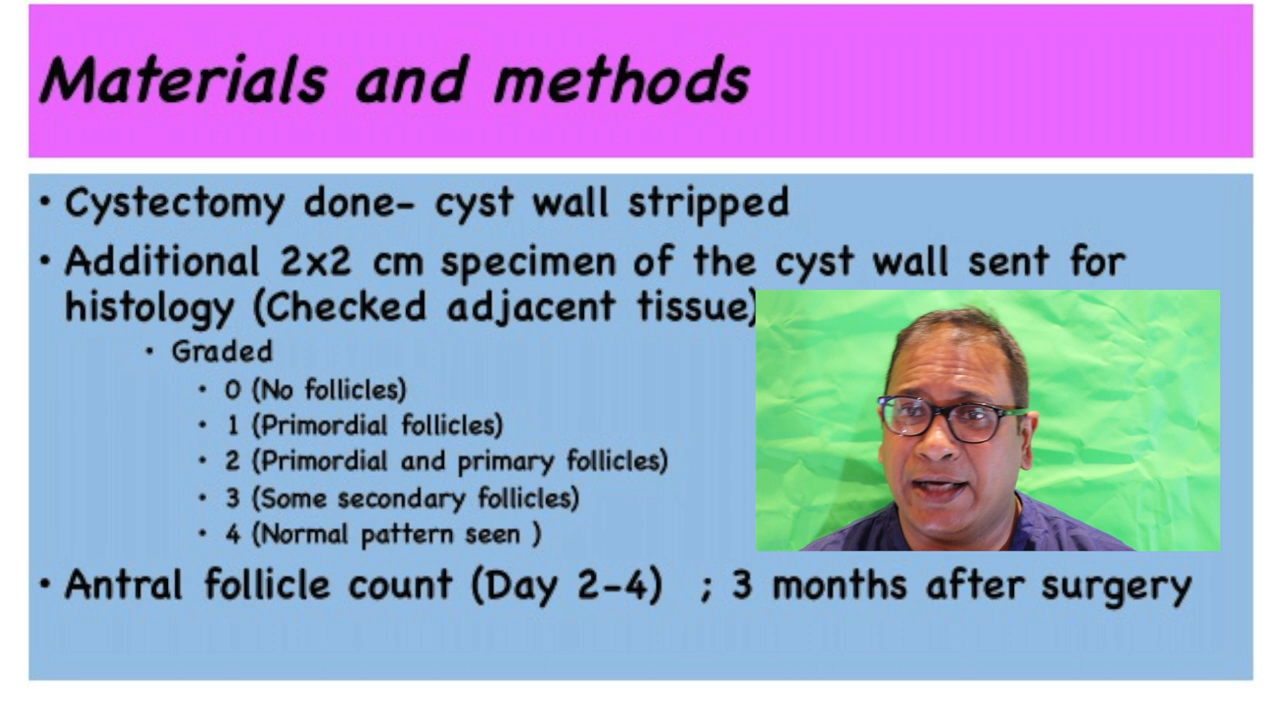 Materials and methods
• Cystectomy done- cyst wall stripped
• Additional 2x2 cm specimen of the cyst wall sent for
histology (Checked adjacent tissue)
• Graded
• 0 (No follicles)
• 1 (Primordial follicles)
• 2 (Primordial and primary follicles)
• 3 (Some secondary follicles)
• 4 (Normal pattern seen )
• Antral follicle count (Day 2-4) ; 3 months after surgery